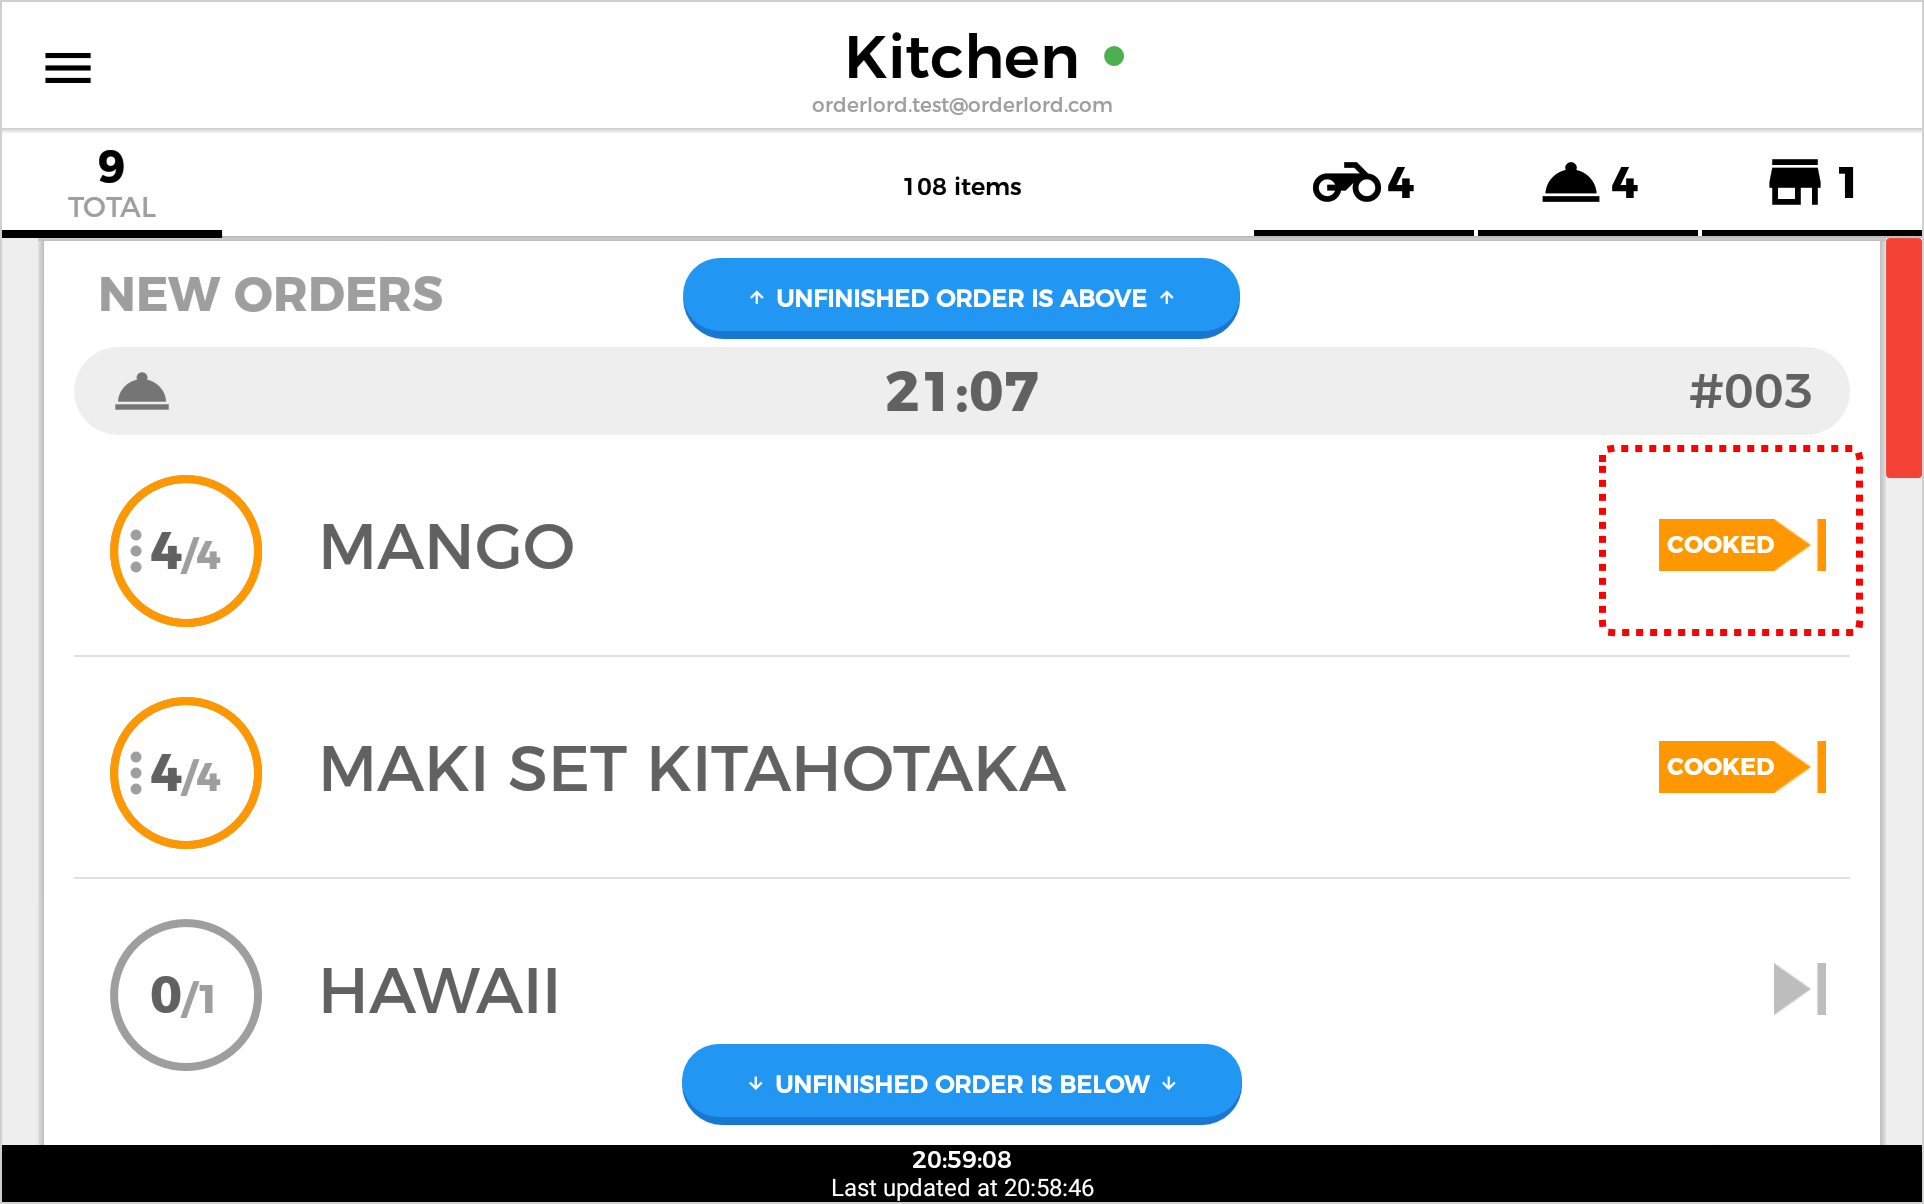 Kitchen
orderlord.test@orderlord.com
9
TOTAL
108 items
4
4
1
NEW ORDERS
↑ UNFINISHED ORDER IS ABOVE ↑
21:07
#003
4/4
MANGO
COOKED
4/4
MAKI SET KITAHOTAKA
COOKED
0/1
HAWAII
↓ UNFINISHED ORDER IS BELOW ↓
20:59:08
Last updated at 20:58:46